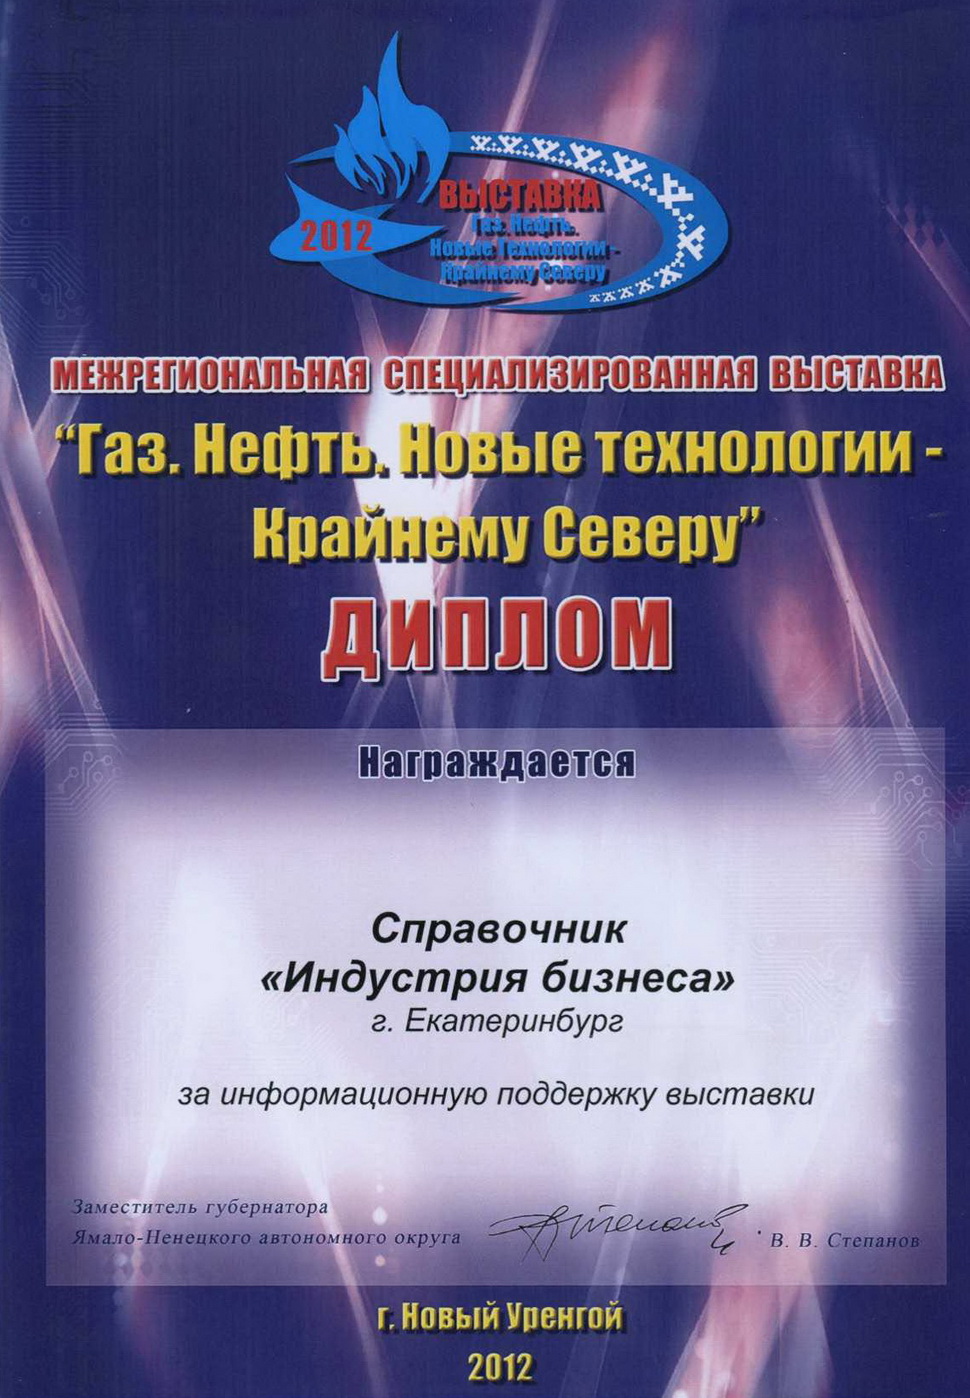 ВЫСТАВКА
2012
Газ. Нефть.
Новые Технологии -
Крайнему Северу
МЕЖРЕГИОНАЛЬНАЯ СПЕЦИАЛИЗИРОВАННАЯ ВЫСТАВКА
“Газ. Нефть. Новые технологии -
Крайнему Северу”
ДИПЛОМ
Награждается
Справочник
«Индустрия бизнеса»
г. Екатеринбург
за информационную поддержку выставки
Заместитель губернатора
Ямало-Ненецкого автономного округа
В. В. Степанов
г. Новый Уренгой
2012